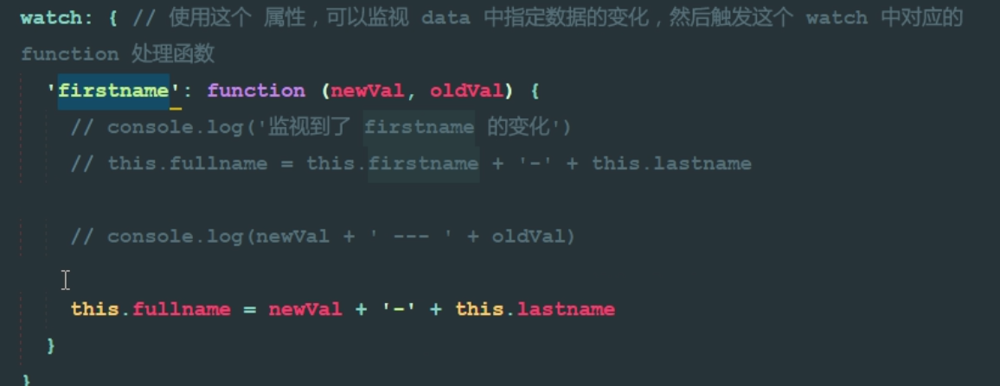 watch: { // 使用这个 属性，可以监视 data 中指定数据的变化，然后触发这个 watch 中对应的
function 处理函数
'firstname': function (newVal, oldVal) {
// console.log('监视到了 firstname 的变化')
// this.fullname = this.firstname + '-' + this.lastname
// console.log(newVal + ' --- ' + oldVal)
this.fullname = newVal + '-' + this.lastname
}
}